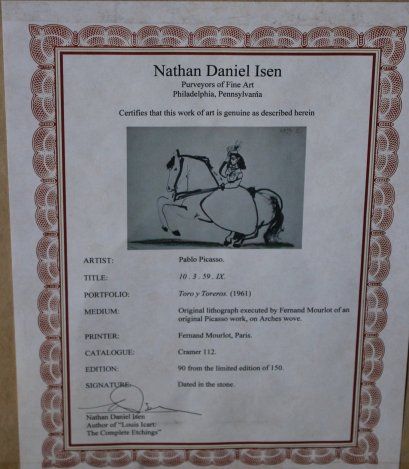 Nathan Daniel Isen
Purveyors of Fine Art
Philadelphia, Pennsylvania
Certifies that this work of art is genuine as described herein
ARTIST: Pablo Picasso.
TITLE: 10 . 3 . 59 . IX.
PORTFOLIO: Toro y Toreros. (1961)
MEDIUM: Original lithograph executed by Fernand Mourlot of an
original Picasso work, on Arches wove.
PRINTER: Fernand Mourlot, Paris.
CATALOGUE: Cramer 112.
EDITION: 90 from the limited edition of 150.
SIGNATURE: Dated in the stone.
Nathan Daniel Isen
Author of "Louis Icart:
The Complete Etchings"